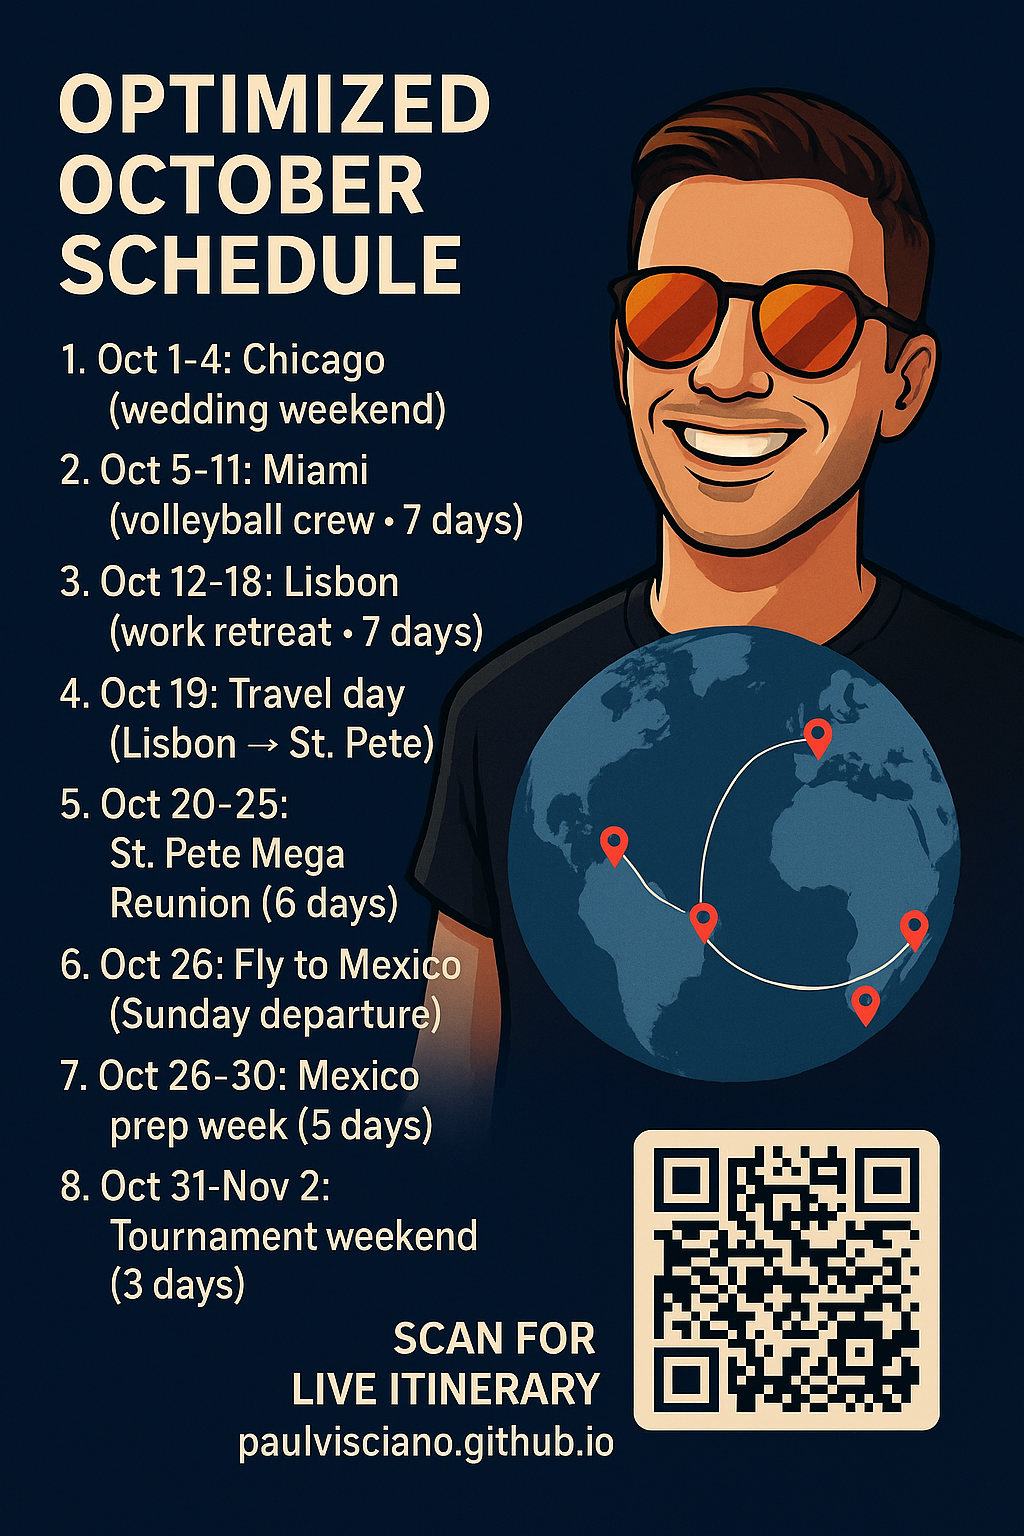 OPTIMIZED
OCTOBER
SCHEDULE
1. Oct 1-4: Chicago
(wedding weekend)
2. Oct 5-11: Miami
(volleyball crew • 7 days)
3. Oct 12-18: Lisbon
(work retreat • 7 days)
4. Oct 19: Travel day
(Lisbon → St. Pete)
5. Oct 20-25:
St. Pete Mega
Reunion (6 days)
6. Oct 26: Fly to Mexico
(Sunday departure)
7. Oct 26-30: Mexico
prep week (5 days)
8. Oct 31-Nov 2:
Tournament weekend
(3 days)
SCAN FOR
LIVE ITINERARY
paulvisciano.github.io